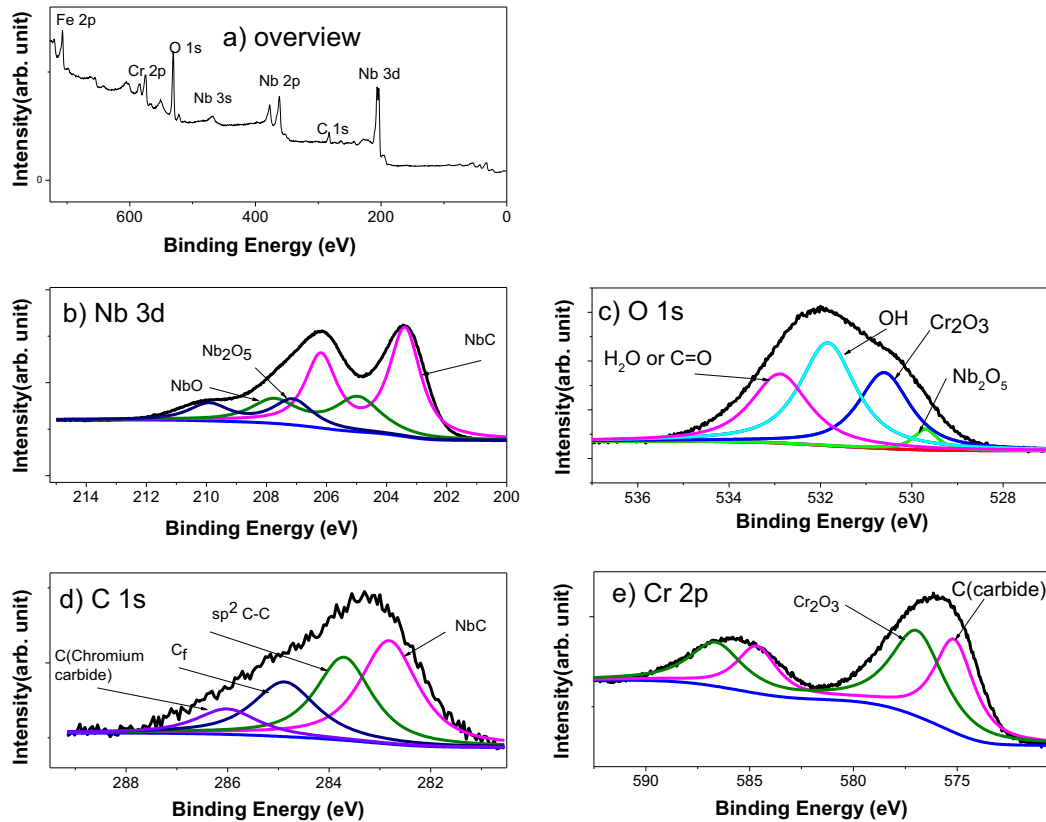 a) overview
Fe 2p
O 1s
Cr 2p
Nb 3s
Nb 2p
C 1s
Nb 3d
Intensity(arb. unit)
0
600 400 200 0
Binding Energy (eV)
b) Nb 3d
NbO
Nb2O5
NbC
Intensity(arb. unit)
214 212 210 208 206 204 202 200
Binding Energy (eV)
c) O 1s
H2O or C=O
OH
Cr2O3
Nb2O5
Intensity(arb. unit)
536 534 532 530 528
Binding Energy (eV)
d) C 1s
C(Chromium
carbide)
Cf
sp2 C-C
NbC
Intensity(arb. unit)
288 286 284 282
Binding Energy (eV)
e) Cr 2p
Cr2O3
C(carbide)
Intensity(arb. unit)
590 585 580 575
Binding Energy (eV)